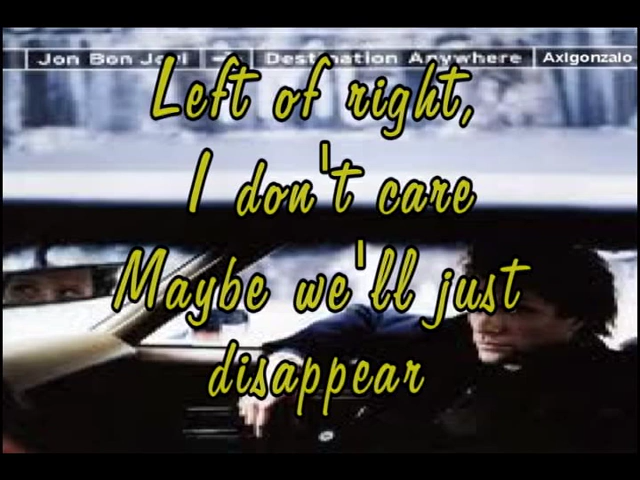 Jon Bon Jovi Destination Anywhere Axlgonzalo
Left of right,
I don't care
Maybe we'll just
disappear